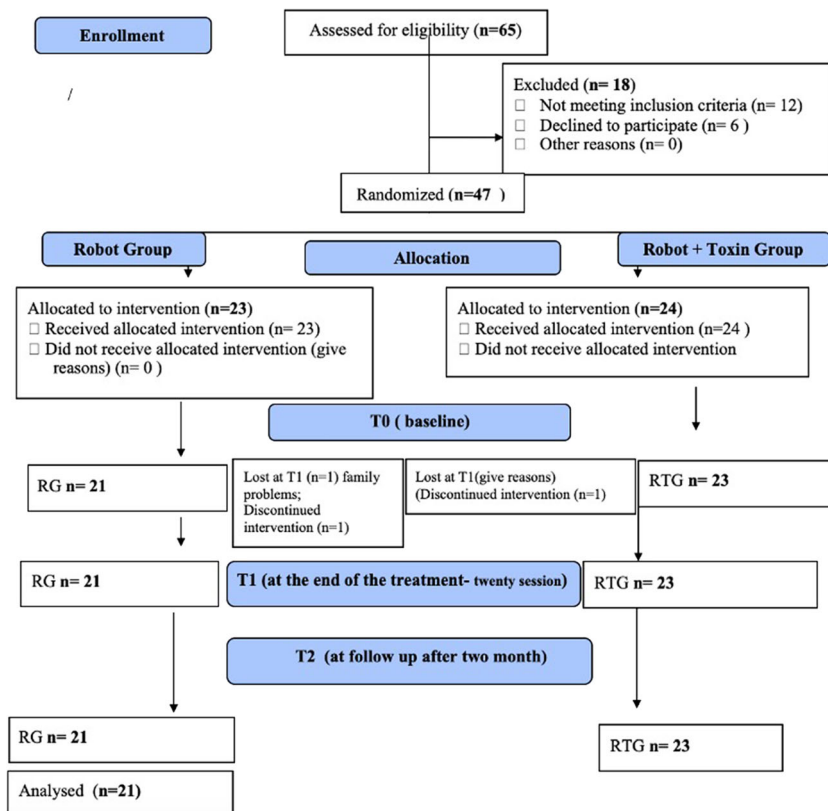 Enrollment
Assessed for eligibility (n=65)
/
Excluded (n= 18)
☐ Not meeting inclusion criteria (n= 12)
☐ Declined to participate (n= 6 )
☐ Other reasons (n= 0)
Randomized (n=47 )
Robot Group
Allocation
Robot + Toxin Group
Allocated to intervention (n=23)
☐ Received allocated intervention (n= 23)
☐ Did not receive allocated intervention (give
reasons) (n= 0 )
Allocated to intervention (n=24)
☐ Received allocated intervention (n=24 )
☐ Did not receive allocated intervention
T0 ( baseline)
RG n= 21
Lost at T1 (n=1) family
problems;
Discontinued
intervention (n=1)
Lost at T1(give reasons)
(Discontinued intervention (n=1)
RTG n= 23
RG n= 21
T1 (at the end of the treatment- twenty session)
RTG n= 23
T2 (at follow up after two month)
RG n= 21
RTG n= 23
Analysed (n=21)